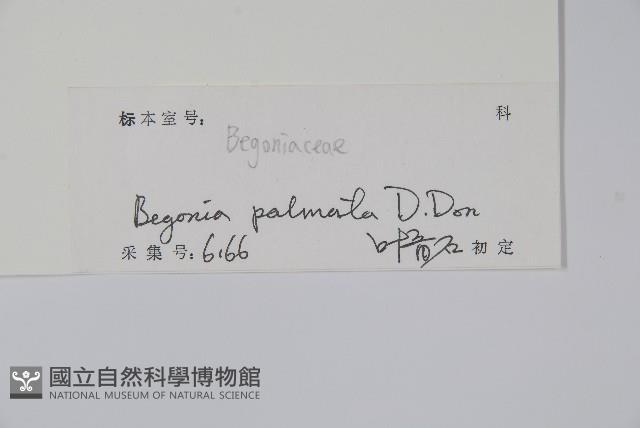 标本室号: 科
Begoniaceae
Begonia palmata D.Don
采集号: 6166 初定
國立自然科學博物館
NATIONAL MUSEUM OF NATURAL SCIENCE